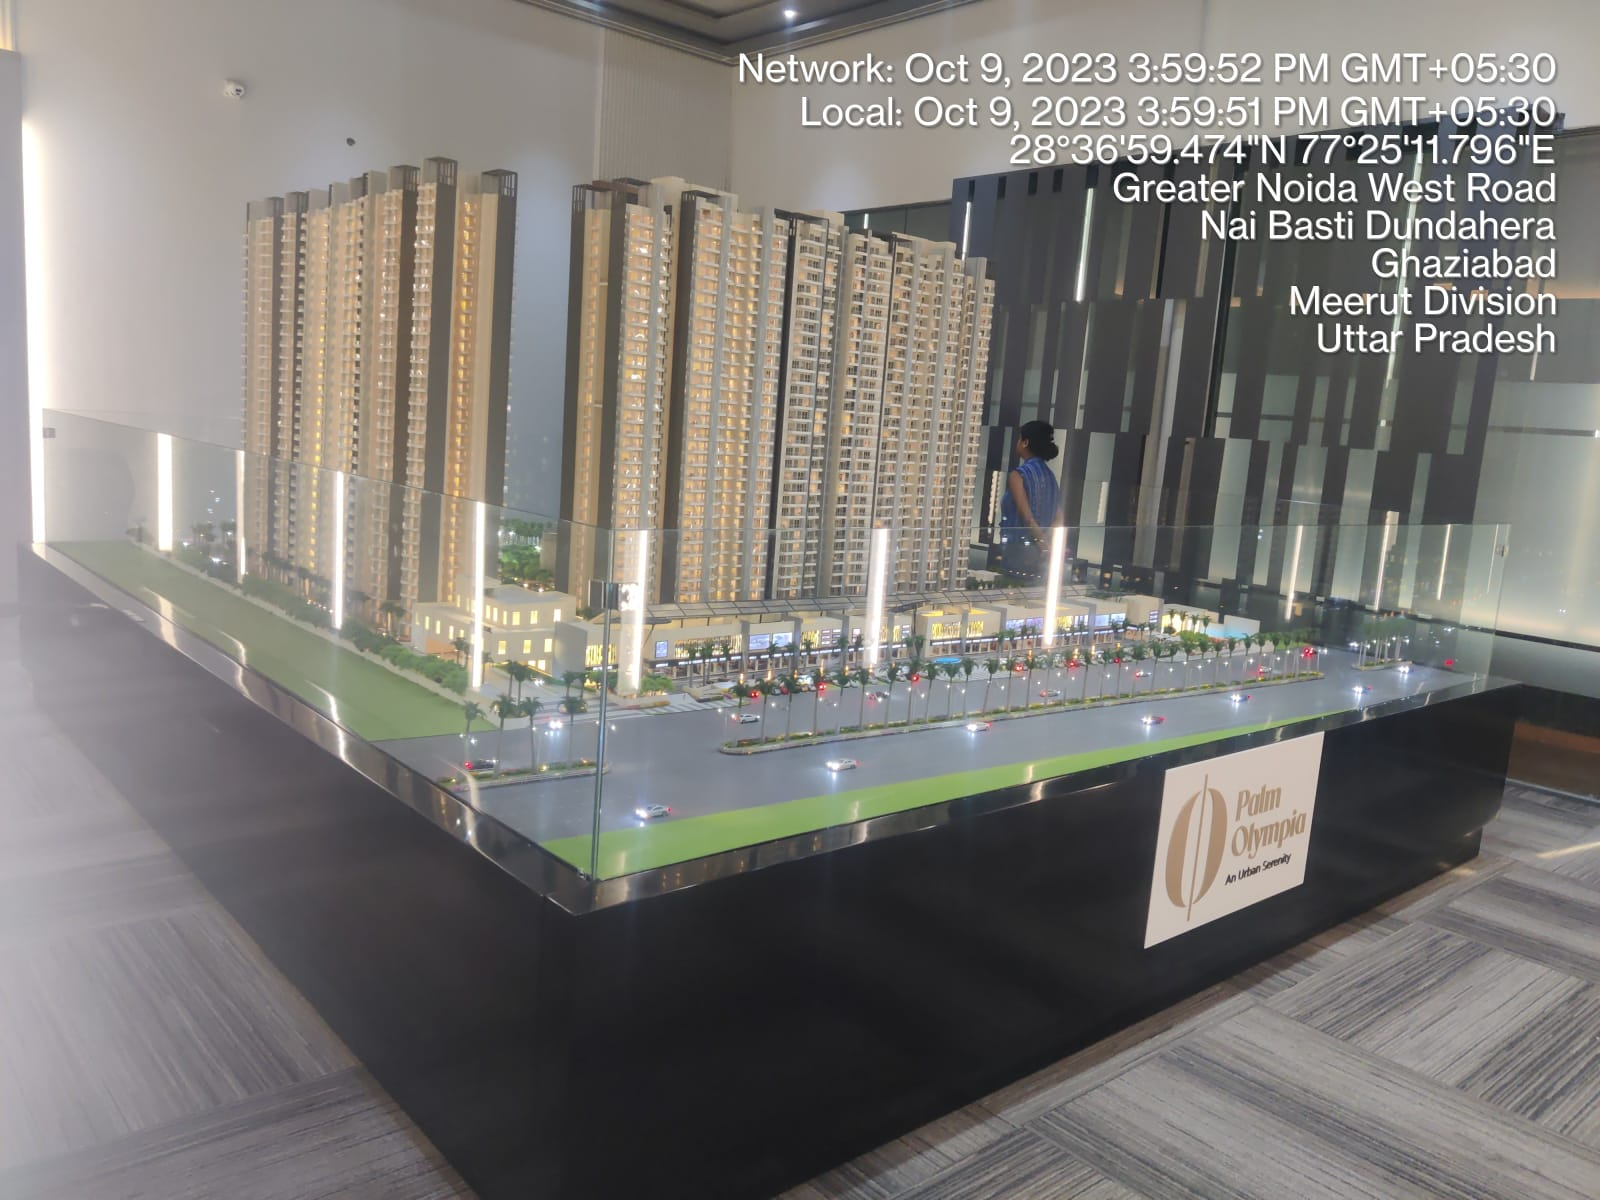 Network: Oct 9, 2023 3:59:52 PM GMT+05:30
Local: Oct 9, 2023 3:59:51 PM GMT+05:30
28°36'59.474"N 77°25'11.796"E
Greater Noida West Road
Nai Basti Dundahera
Ghaziabad
Meerut Division
Uttar Pradesh
Palm
Olympia
An Urban Serenity